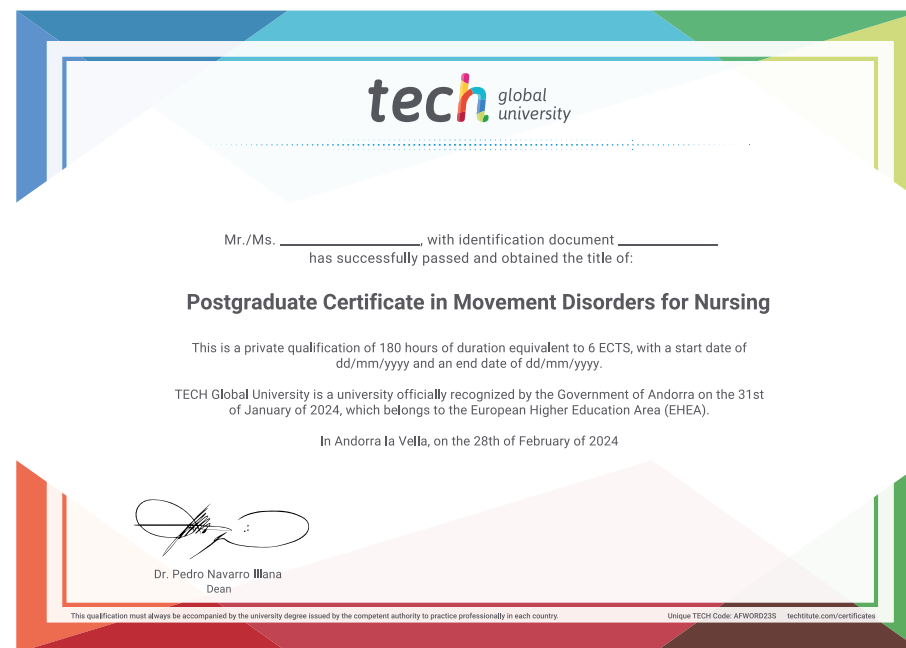 tech global
university
Mr./Ms. ____________________, with identification document ______________
has successfully passed and obtained the title of:
Postgraduate Certificate in Movement Disorders for Nursing
This is a private qualification of 180 hours of duration equivalent to 6 ECTS, with a start date of
dd/mm/yyyy and an end date of dd/mm/yyyy.
TECH Global University is a university officially recognized by the Government of Andorra on the 31st
of January of 2024, which belongs to the European Higher Education Area (EHEA).
In Andorra la Vella, on the 28th of February of 2024
Dr. Pedro Navarro Illana
Dean
This qualification must always be accompanied by the university degree issued by the competent authority to practice professionally in each country.
Unique TECH Code: AFWORD23S techtitute.com/certificates